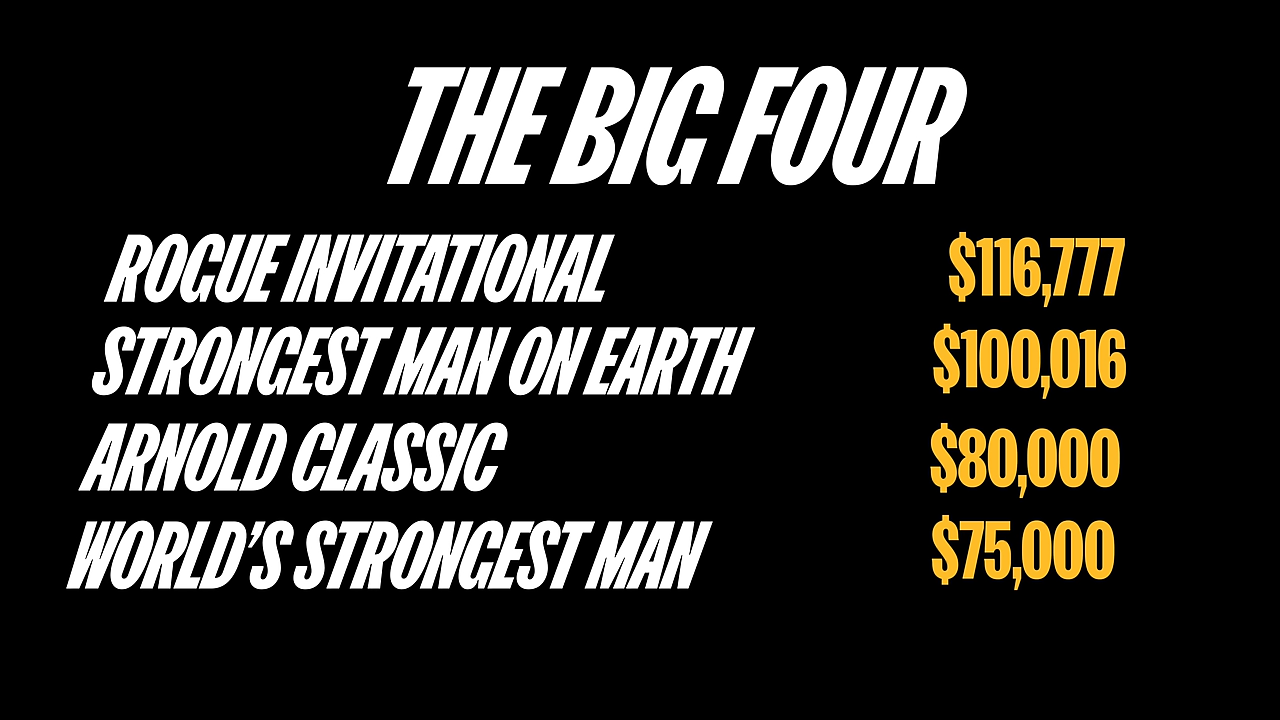 THE BIG FOUR
ROGUE INVITATIONAL $116,777
STRONGEST MAN ON EARTH $100,016
ARNOLD CLASSIC $80,000
WORLD'S STRONGEST MAN $75,000